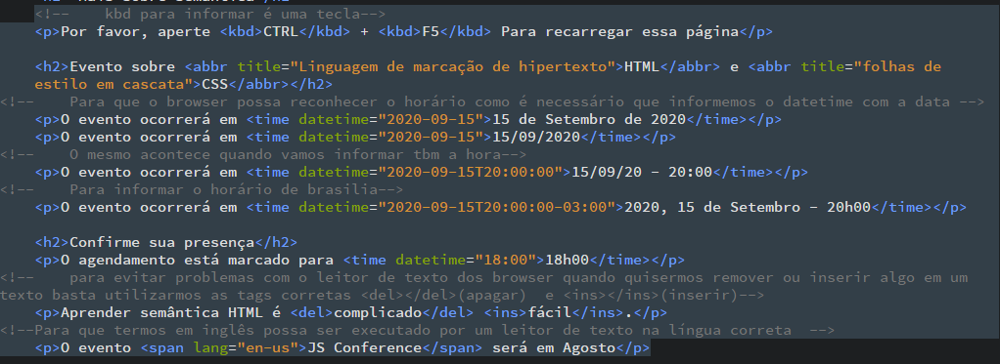 <!--    kbd para informar é uma tecla-->
<p>Por favor, aperte <kbd>CTRL</kbd> + <kbd>F5</kbd> Para recarregar essa página</p>
<h2>Evento sobre <abbr title="Linguagem de marcação de hipertexto">HTML</abbr> e <abbr title="folhas de
estilo em cascata">CSS</abbr></h2>
<!--    Para que o browser possa reconhecer o horário como é necessário que informemos o datetime com a data -->
<p>O evento ocorrerá em <time datetime="2020-09-15">15 de Setembro de 2020</time></p>
<p>O evento ocorrerá em <time datetime="2020-09-15">15/09/2020</time></p>
<!--    O mesmo acontece quando vamos informar tbm a hora-->
<p>O evento ocorrerá em <time datetime="2020-09-15T20:00:00">15/09/20 - 20:00</time></p>
<!--    Para informar o horário de brasilia-->
<p>O evento ocorrerá em <time datetime="2020-09-15T20:00:00-03:00">2020, 15 de Setembro - 20h00</time></p>
<h2>Confirme sua presença</h2>
<p>O agendamento está marcado para <time datetime="18:00">18h00</time></p>
<!--    para evitar problemas com o leitor de texto dos browser quando quisermos remover ou inserir algo em um
texto basta utilizarmos as tags corretas <del></del>(apagar)  e <ins></ins>(inserir)-->
<p>Aprender semântica HTML é <del>complicado</del> <ins>fácil</ins>.</p>
<!--Para que termos em inglês possa ser executado por um leitor de texto na língua correta  -->
<p>O evento <span lang="en-us">JS Conference</span> será em Agosto</p>